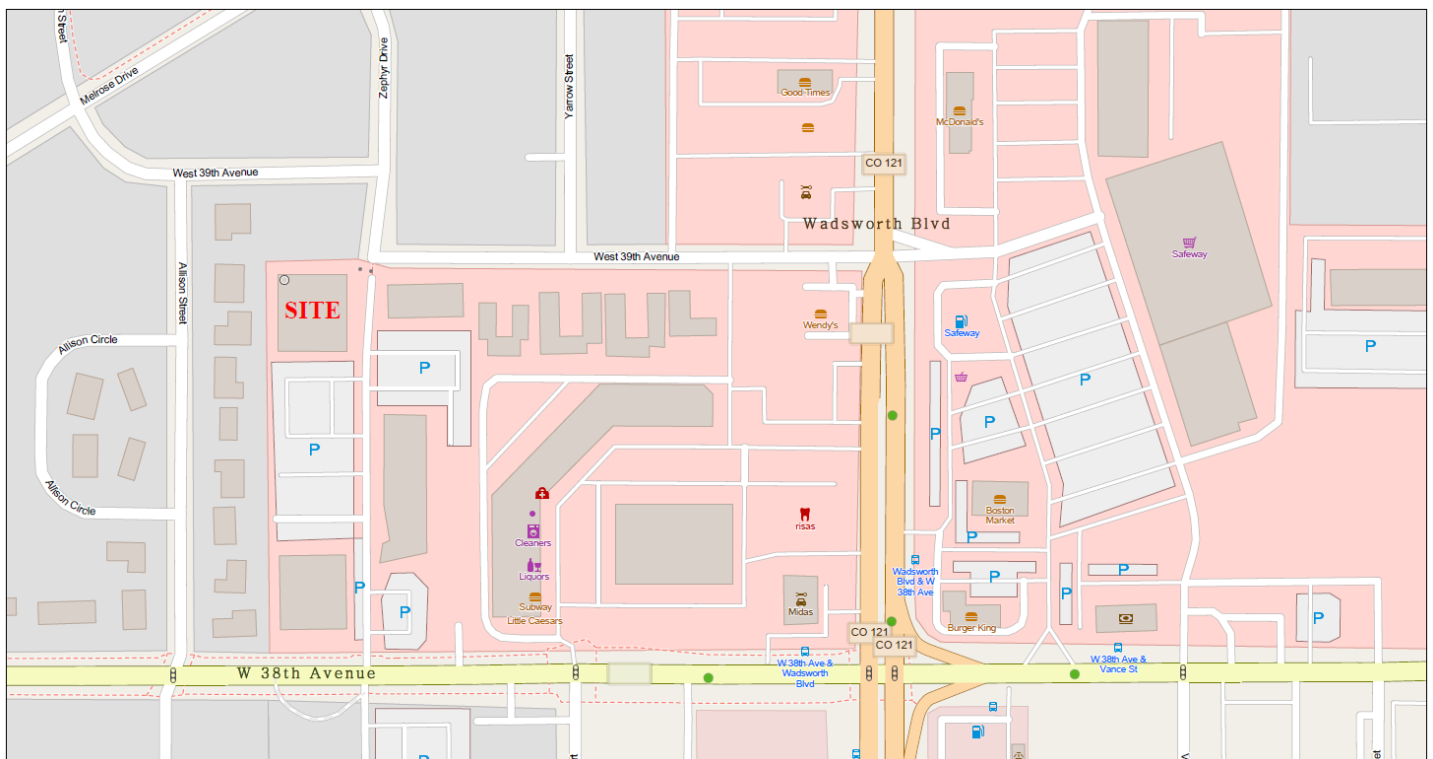 n Street
Melrose Drive
Zephyr Drive
Yarrow Street
Good Times
McDonald's
CO 121
West 39th Avenue
Wadsworth Blvd
Safeway
West 39th Avenue
Allison Street
SITE
Wendy's
Safeway
Allison Circle
P
P
P
P
P
P
P
Allison Circle
risas
Boston
Market
Cleaners
P
Liquors
Wadsworth
Blvd & W
38th Ave
P
P
P
P
P
Subway
Little Caesars
Midas
P
P
Burger King
CO 121
CO 121
W 38th Avenue
W 38th Ave &
Wadsworth
Blvd
W 38th Ave &
Vance St
P